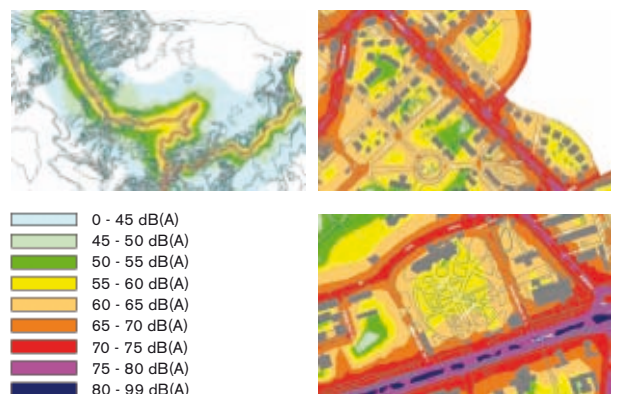 0 - 45 dB(A)
45 - 50 dB(A)
50 - 55 dB(A)
55 - 60 dB(A)
60 - 65 dB(A)
65 - 70 dB(A)
70 - 75 dB(A)
75 - 80 dB(A)
80 - 99 dB(A)